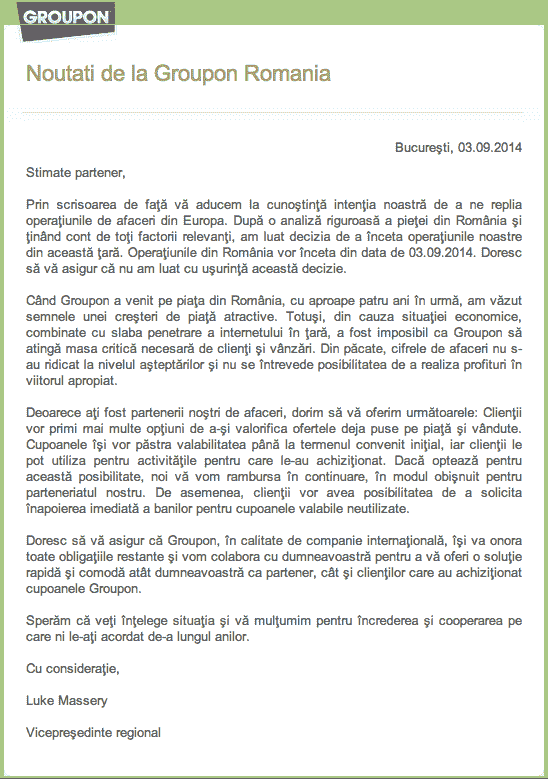 GROUPON
Noutati de la Groupon Romania
Bucureşti, 03.09.2014
Stimate partener,
Prin scrisoarea de faţă vă aducem la cunoştinţă intenţia noastră de a ne replia
operaţiunile de afaceri din Europa. După o analiză riguroasă a pieţei din România şi
ţinând cont de toţi factorii relevanţi, am luat decizia de a înceta operaţiunile noastre
din această ţară. Operaţiunile din România vor înceta din data de 03.09.2014. Doresc
să vă asigur că nu am luat cu uşurinţă această decizie.
Când Groupon a venit pe piaţa din România, cu aproape patru ani în urmă, am văzut
semnele unei creşteri de piaţă atractive. Totuşi, din cauza situaţiei economice,
combinate cu slaba penetrare a internetului în ţară, a fost imposibil ca Groupon să
atingă masa critică necesară de clienţi şi vânzări. Din păcate, cifrele de afaceri nu s-
au ridicat la nivelul aşteptărilor şi nu se întrevede posibilitatea de a realiza profituri în
viitorul apropiat.
Deoarece aţi fost partenerii noştri de afaceri, dorim să vă oferim următoarele: Clienţii
vor primi mai multe opţiuni de a-şi valorifica ofertele deja puse pe piaţă şi vândute.
Cupoanele îşi vor păstra valabilitatea până la termenul convenit iniţial, iar clienţii le
pot utiliza pentru activităţile pentru care le-au achiziţionat. Dacă optează pentru
această posibilitate, noi vă vom rambursa în continuare, în modul obişnuit pentru
parteneriatul nostru. De asemenea, clienţii vor avea posibilitatea de a solicita
înapoierea imediată a banilor pentru cupoanele valabile neutilizate.
Doresc să vă asigur că Groupon, în calitate de companie internaţională, îşi va onora
toate obligaţiile restante şi vom colabora cu dumneavoastră pentru a vă oferi o soluţie
rapidă şi comodă atât dumneavoastră ca partener, cât şi clienţilor care au achiziţionat
cupoanele Groupon.
Sperăm că veţi înţelege situaţia şi vă mulţumim pentru încrederea şi cooperarea pe
care ni le-aţi acordat de-a lungul anilor.
Cu consideraţie,
Luke Massery
Vicepreşedinte regional